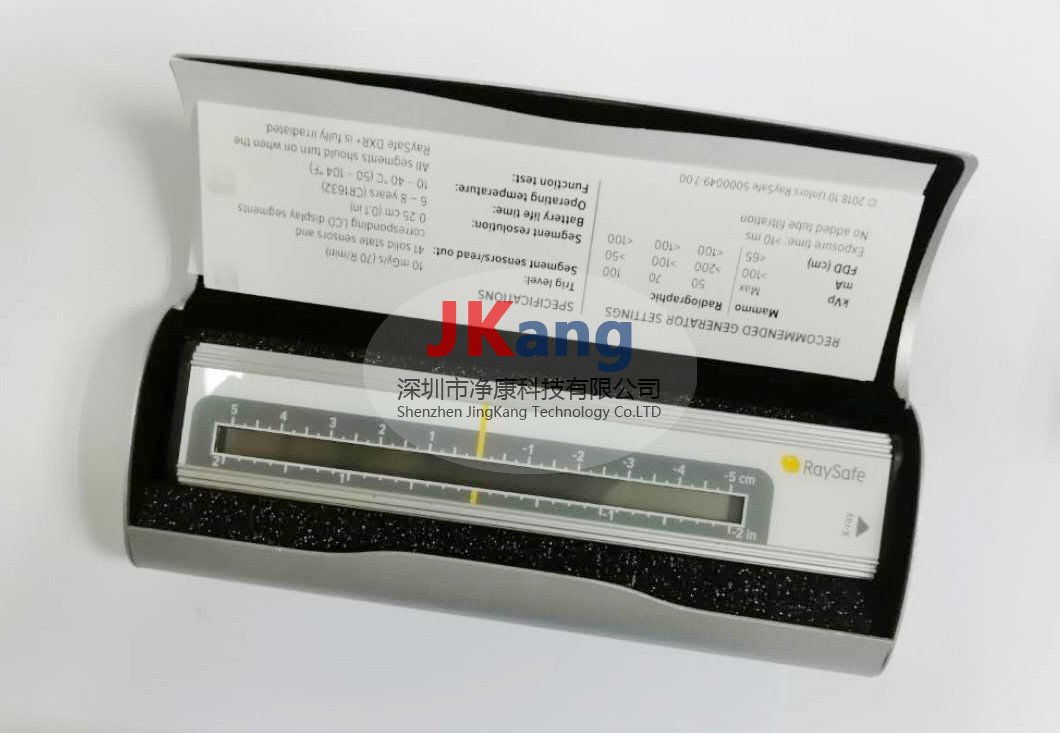 RECOMMENDED GENERATOR SETTINGS
Mammo Radiographic
kVp Max 50 70 100
mA >100 >200 >100 >50
FDD (cm) <65 <100 <100 <100
Exposure time: >10 ms
No added tube filtration
© 2018.10 Unfors RaySafe 5000049-7.00
SPECIFICATIONS
Trig level: 10 mGy/s (70 R/min)
Segment sensors/read out: 41 solid state sensors and
corresponding LCD display segments
Segment resolution: 0.25 cm (0.1 in)
Battery life time: 6 – 8 years (CR1632)
Operating temperature: 10 - 40 °C (50 - 104 °F)
Function test: All segments should turn on when the
RaySafe DXR+ is fully irradiated.
JKang
深圳市净康科技有限公司
Shenzhen JingKang Technology Co.LTD
5 4 3 2 1 -1 -2 -3 -4 -5 cm
2 1 -1 -2 in
RaySafe
X-ray